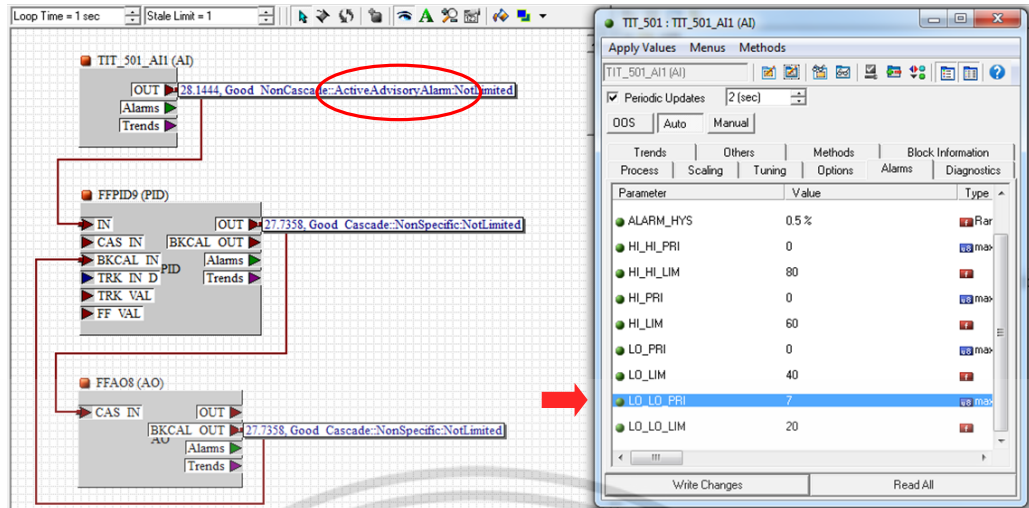 Loop Time = 1 sec
Stale Limit = 1
TIT_501_AI1 (AI)
OUT
28.1444, Good_NonCascade::ActiveAdvisoryAlarm:NotLimited
Alarms
Trends
FFPID9 (PID)
IN
OUT
27.7358, Good_Cascade::NonSpecific:NotLimited
CAS_IN
BKCAL_OUT
BKCAL_IN
Alarms
PID
TRK_IN_D
Trends
TRK_VAL
FF_VAL
FFAO8 (AO)
CAS_IN
OUT
BKCAL_OUT
27.7358, Good_Cascade::NonSpecific:NotLimited
AO
Alarms
Trends
TIT_501 : TIT_501_AI1 (AI)
Apply Values Menus Methods
TIT_501_AI1 (AI)
Periodic Updates 2 (sec)
OOS Auto Manual
Trends Others Methods Block Information
Process Scaling Tuning Options Alarms Diagnostics
Parameter Value Type
ALARM_HYS 0.5 % Rar
HI_HI_PRI 0 max
HI_HI_LIM 80
HI_PRI 0 max
HI_LIM 60
LO_PRI 0 max
LO_LIM 40
LO_LO_PRI 7 max
LO_LO_LIM 20
Write Changes Read All